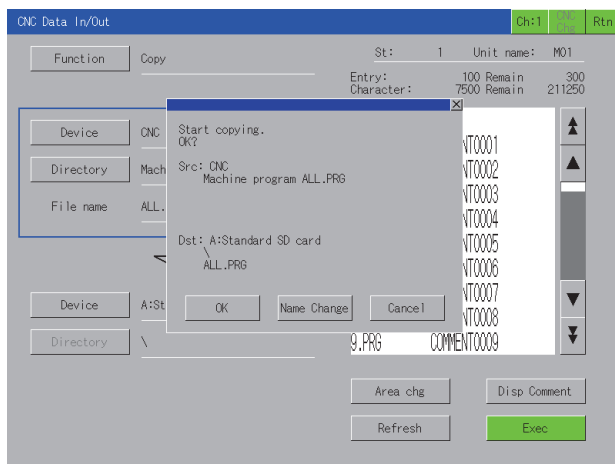 CNC Data In/Out
Ch:1
CNC
Chg
Rtn
Function
Copy
St: 1 Unit name: M01
Entry: 100 Remain 300
Character: 7500 Remain 211250
Device
CNC
Directory
Mach
File name
ALL.
Start copying.
OK?
Src: CNC
Machine program ALL.PRG
Dst: A:Standard SD card
\
ALL.PRG
OK
Name Change
Cancel
NT0001
NT0002
NT0003
NT0004
NT0005
NT0006
NT0007
NT0008
9.PRG COMMENT0009
Device
A:St
Directory
\
Area chg
Disp Comment
Refresh
Exec